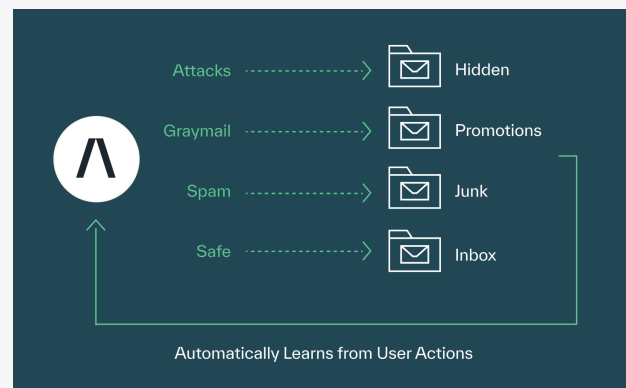 Attacks
Hidden
Graymail
Promotions
Spam
Junk
Safe
Inbox
Automatically Learns from User Actions